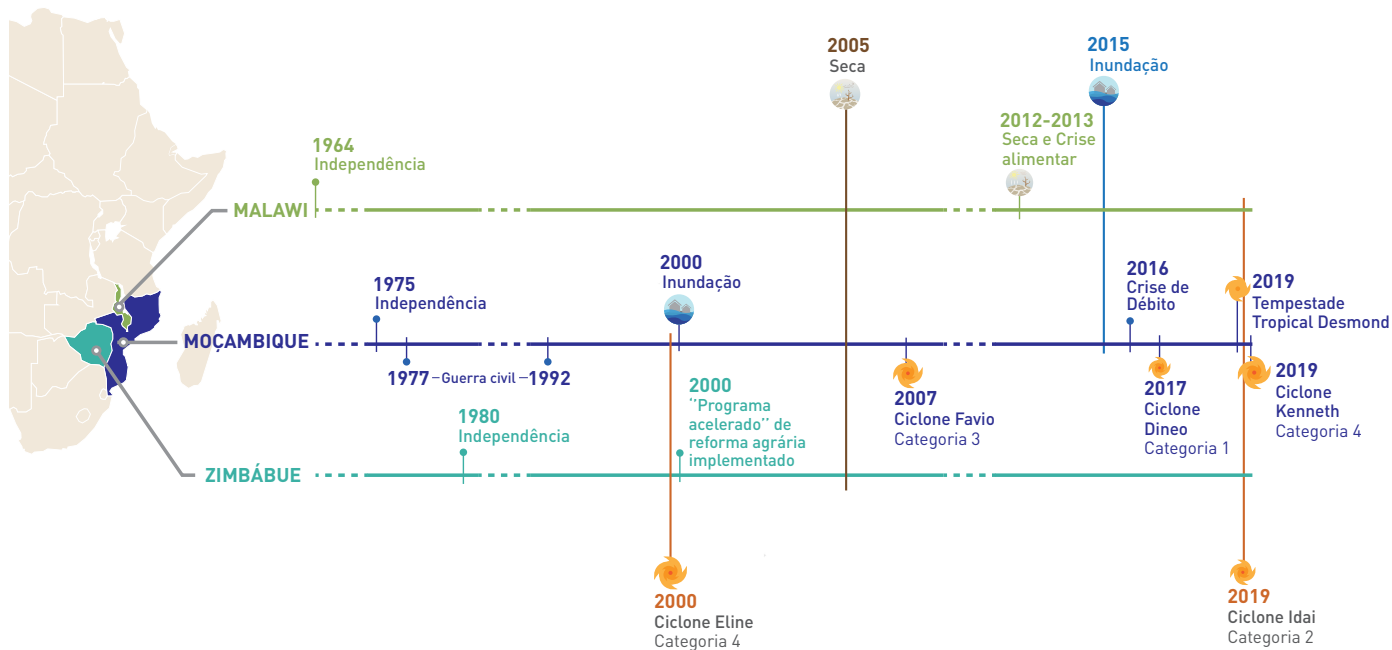 2005
Seca
2015
Inundação
2012-2013
Seca e Crise
alimentar
1964
Independência
MALAWI
2000
Inundação
2016
Crise de
Débito
2019
Tempestade
Tropical Desmond
1975
Independência
MOÇAMBIQUE
1977 – Guerra civil – 1992
2000
''Programa
acelerado'' de
reforma agrária
implementado
2007
Ciclone Favio
Categoria 3
2017
Ciclone
Dineo
Categoria 1
2019
Ciclone
Kenneth
Categoria 4
1980
Independência
ZIMBÁBUE
2000
Ciclone Eline
Categoria 4
2019
Ciclone Idai
Categoria 2